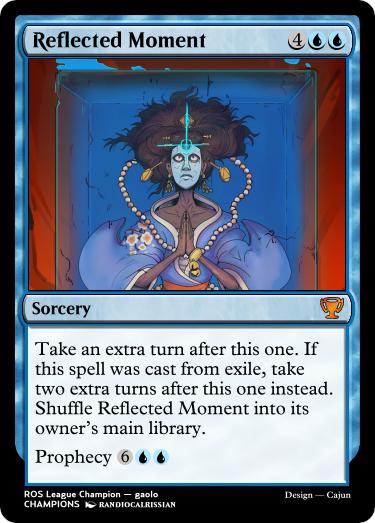 Reflected Moment 4
Sorcery
Take an extra turn after this one. If
this spell was cast from exile, take
two extra turns after this one instead.
Shuffle Reflected Moment into its
owner's main library.
Prophecy 6
ROS League Champion — gaolo
CHAMPIONS RANDIOCALRISSIAN
Design — Cajun